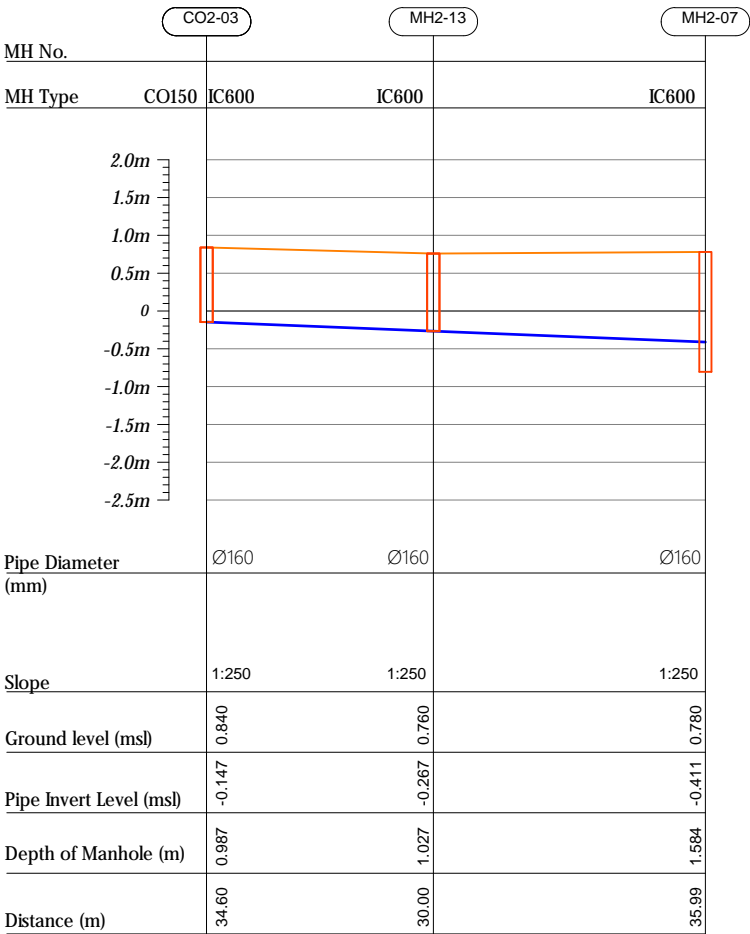 CO2-03 MH2-13 MH2-07
MH No.
MH Type CO150 IC600 IC600 IC600
2.0m
1.5m
1.0m
0.5m
0
-0.5m
-1.0m
-1.5m
-2.0m
-2.5m
Pipe Diameter Ø160 Ø160 Ø160
(mm)
Slope 1:250 1:250 1:250
Ground level (msl) 0.840 0.760 0.780
Pipe Invert Level (msl) -0.147 -0.267 -0.411
Depth of Manhole (m) 0.987 1.027 1.584
Distance (m) 34.60 30.00 35.99